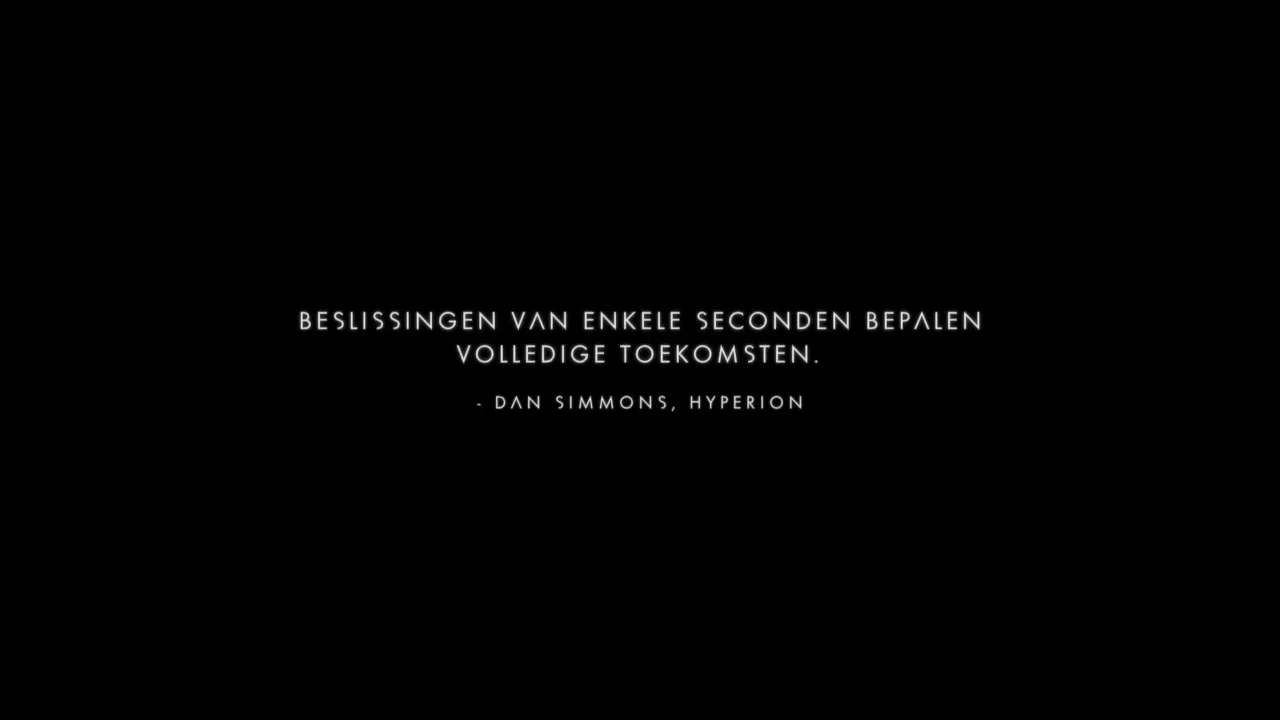 BESLISSINGEN VAN ENKELE SECONDEN BEPALEN
VOLLEDIGE TOEKOMSTEN.
- DAN SIMMONS, HYPERION